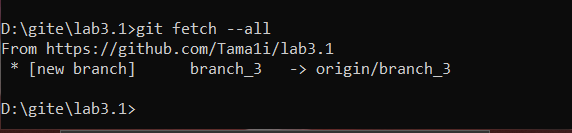 D:\gite\lab3.1>git fetch --all
From https://github.com/Tama1i/lab3.1
 * [new branch]      branch_3   -> origin/branch_3
D:\gite\lab3.1>